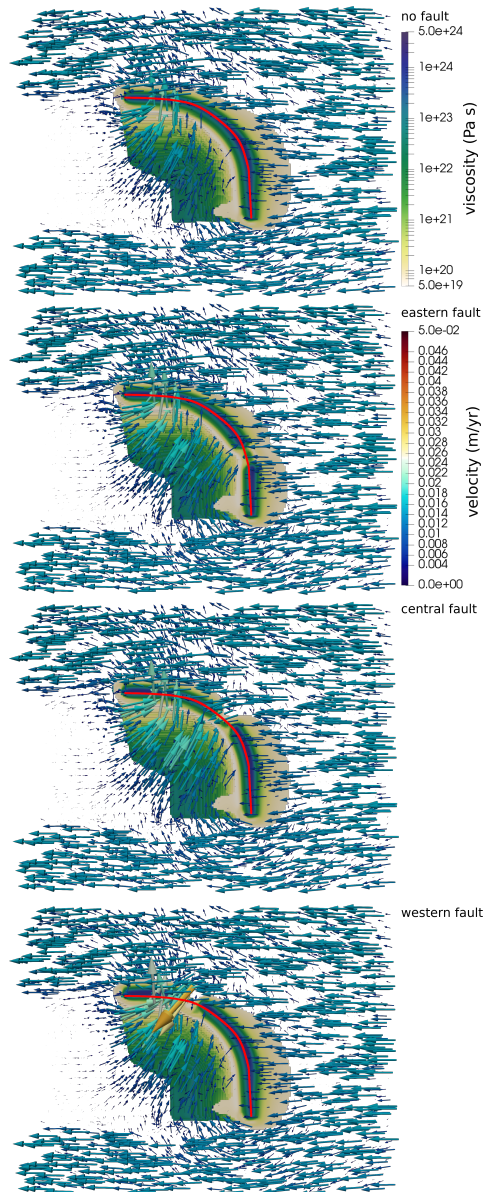 no fault
5.0e+24
1e+24
1e+23
1e+22
1e+21
1e+20
5.0e+19
viscosity (Pa s)
eastern fault
5.0e-02
0.046
0.044
0.042
0.04
0.038
0.036
0.034
0.032
0.03
0.028
0.026
0.024
0.022
0.02
0.018
0.016
0.014
0.012
0.01
0.008
0.006
0.004
0.0e+00
velocity (m/yr)
central fault
western fault